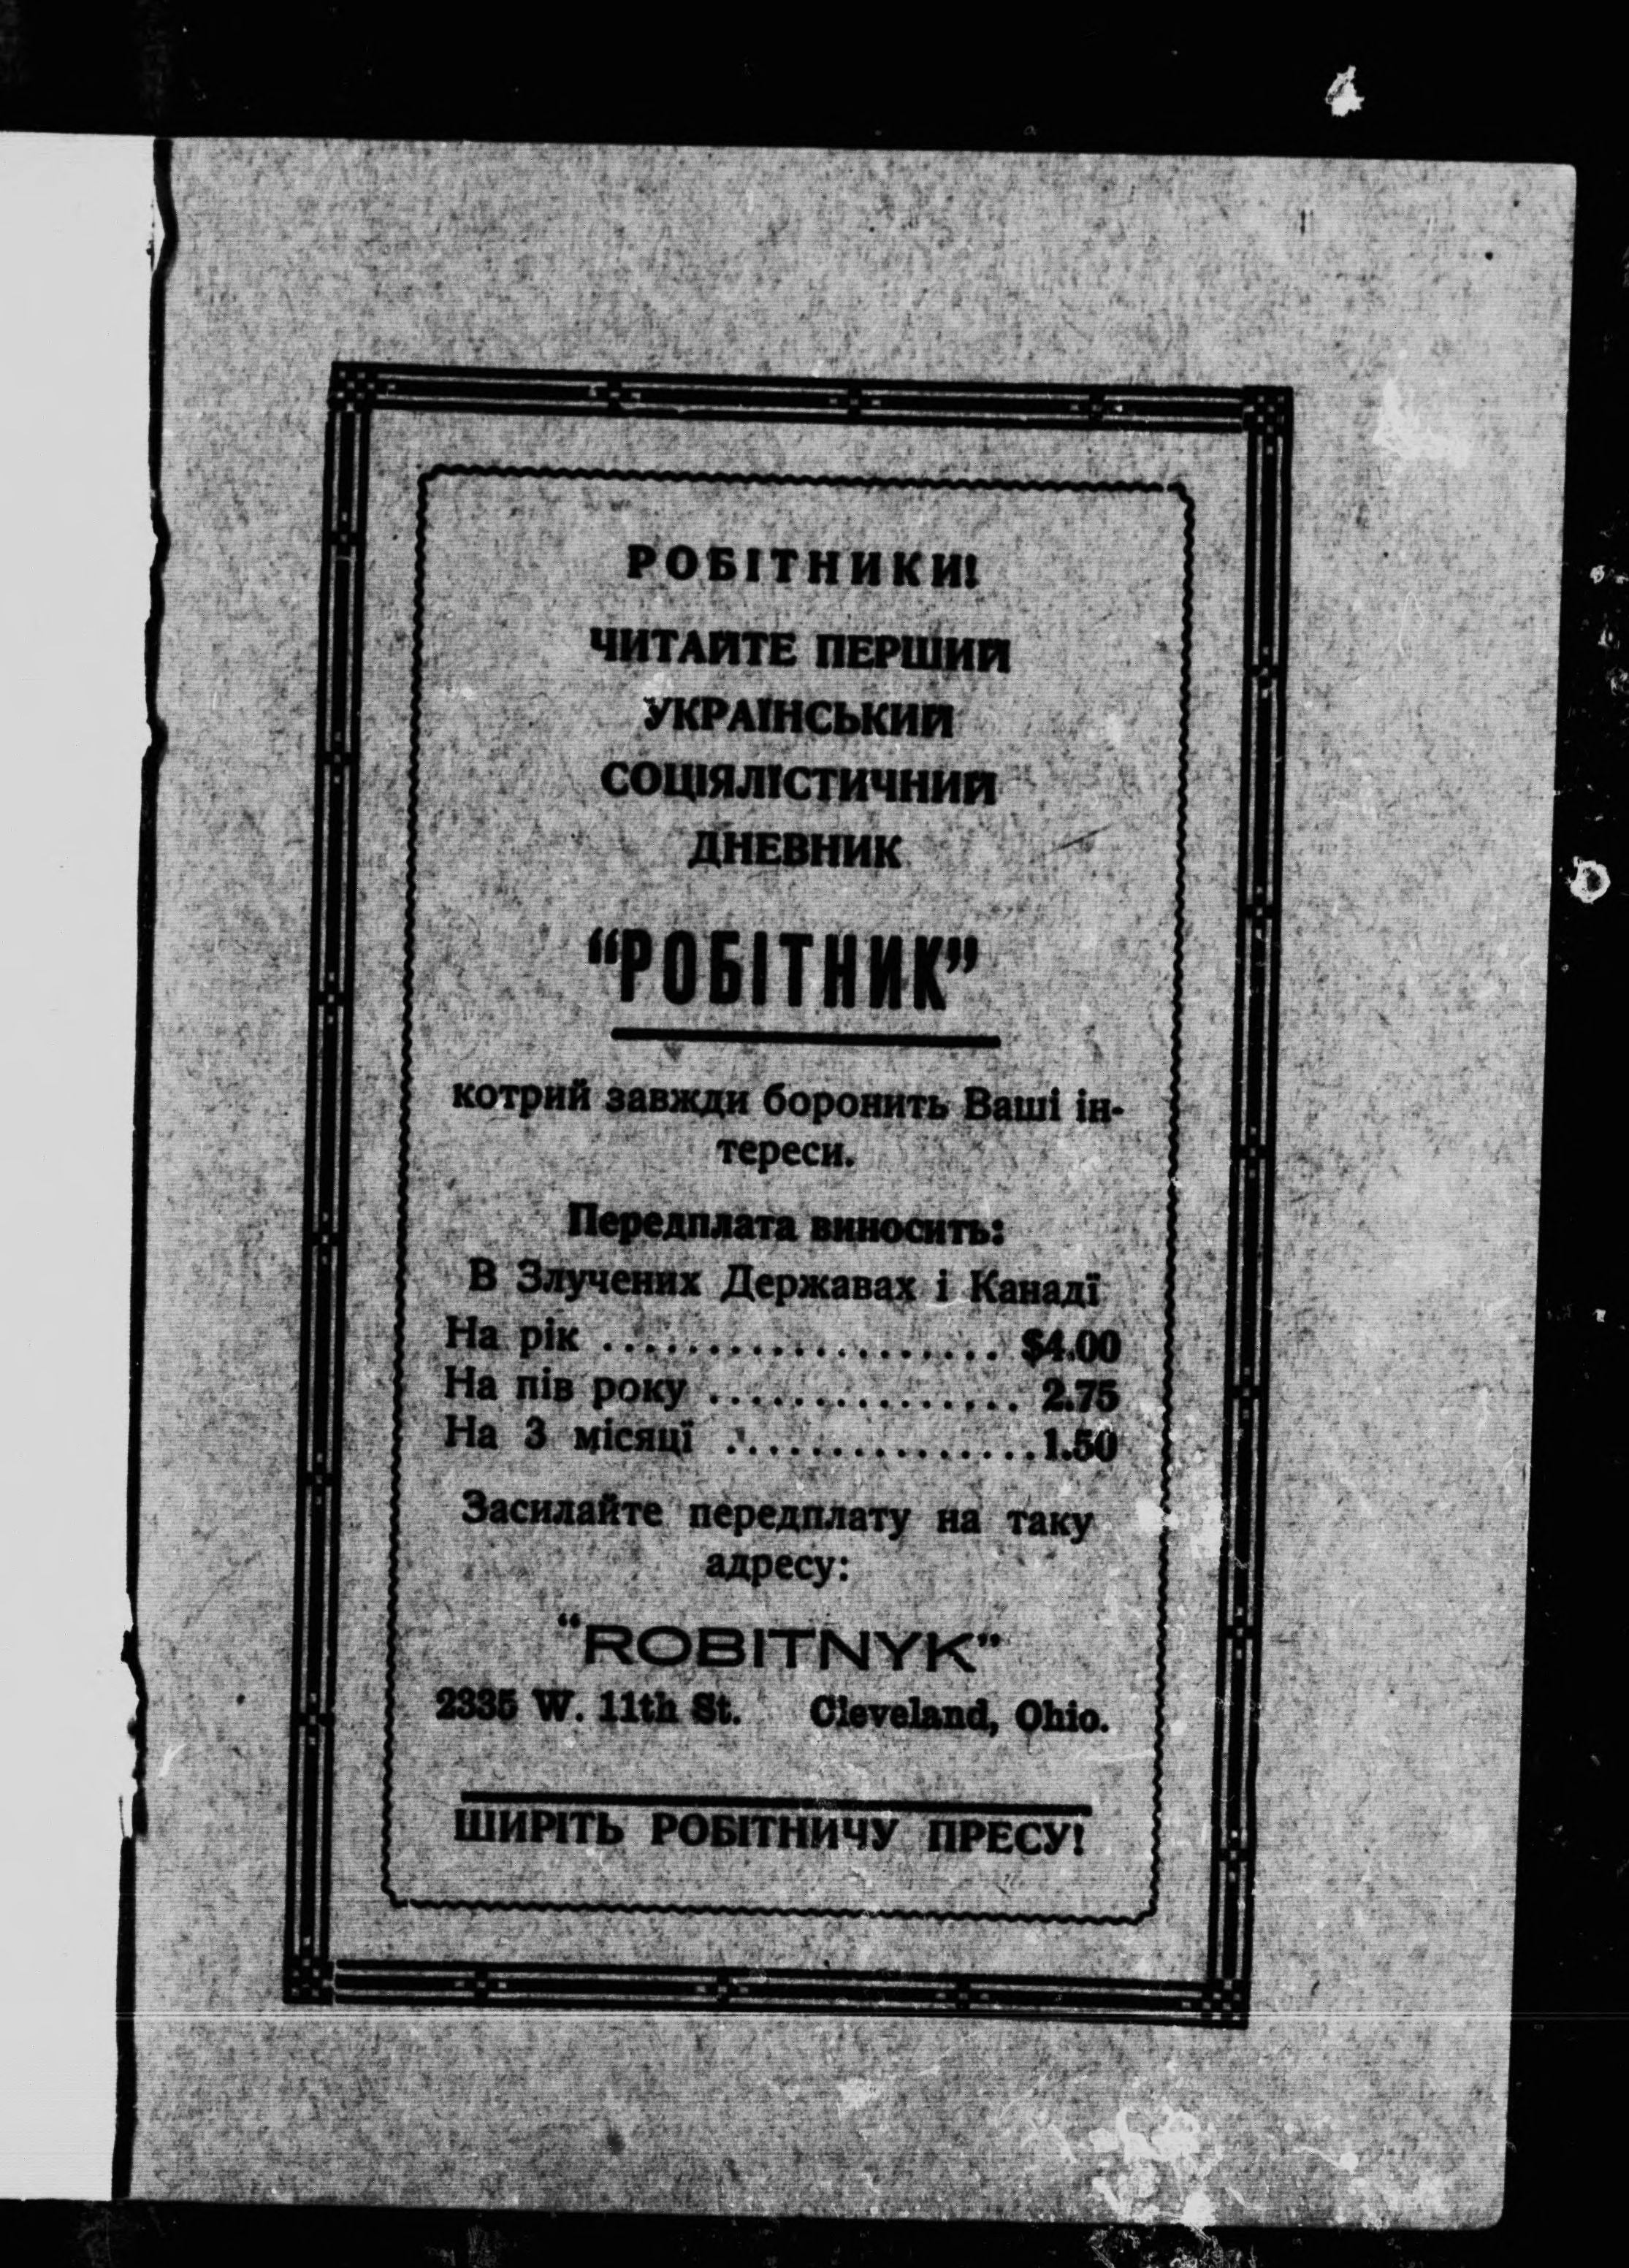 РОБІТНИКИ!
ЧИТАЙТЕ ПЕРШИЙ
УКРАЇНСЬКИЙ
СОЦІЯЛІСТИЧНИЙ
ДНЕВНИК
“РОБІТНИК”
котрий завжди боронить Ваші ін-
тереси.
Передплата виносить:
В Злучених Державах і Канадї
На рік ................... $4.00
На пів року ............... 2.75
На 3 місяцї ...............1.50
Засилайте передплату на таку
адресу:
“ROBITNYK”
2335 W. 11th St. Cleveland, Ohio.
ШИРІТЬ РОБІТНИЧУ ПРЕСУ!